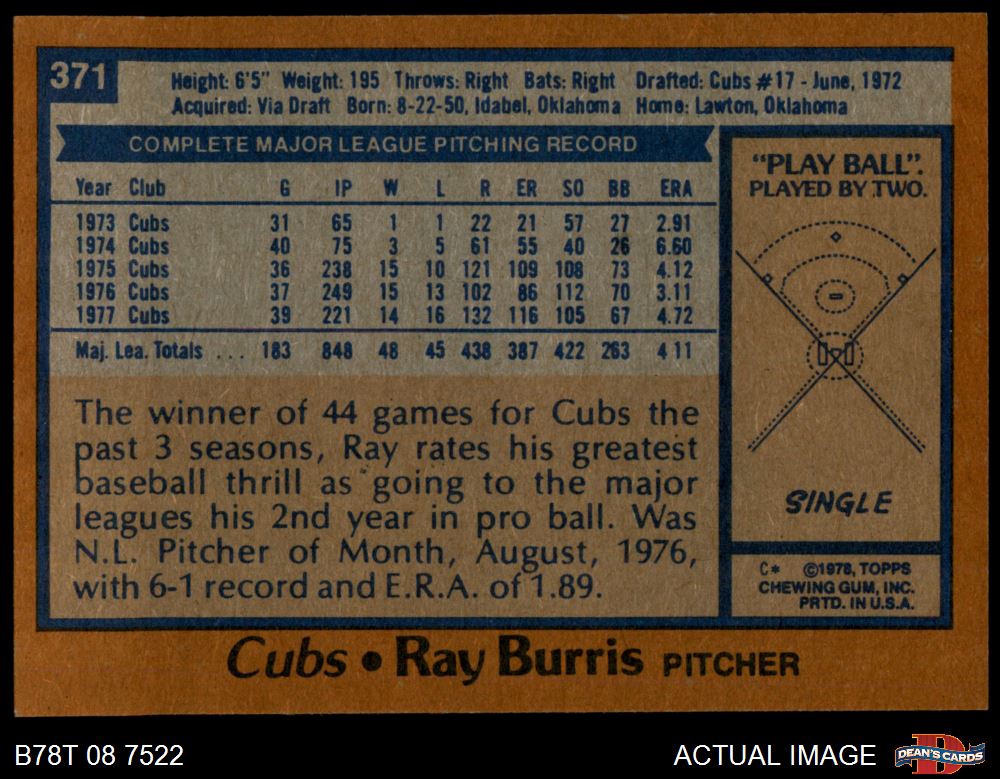 371
Height: 6'5" Weight: 195 Throws: Right Bats: Right Drafted: Cubs #17 - June, 1972
Acquired: Via Draft Born: 8-22-50, Idabel, Oklahoma Home: Lawton, Oklahoma
COMPLETE MAJOR LEAGUE PITCHING RECORD
Year Club G IP W L R ER SO BB ERA
1973 Cubs 31 65 1 1 22 21 57 27 2.91
1974 Cubs 40 75 3 5 61 55 40 26 6.60
1975 Cubs 36 238 15 10 121 109 108 73 4.12
1976 Cubs 37 249 15 13 102 86 112 70 3.11
1977 Cubs 39 221 14 16 132 116 105 67 4.72
Maj. Lea. Totals ... 183 848 48 45 438 387 422 263 4 11
The winner of 44 games for Cubs the
past 3 seasons, Ray rates his greatest
baseball thrill as going to the major
leagues his 2nd year in pro ball. Was
N.L. Pitcher of Month, August, 1976,
with 6-1 record and E.R.A. of 1.89.
"PLAY BALL".
PLAYED BY TWO.
SINGLE
C* ©1978, TOPPS
CHEWING GUM, INC.
PRTD. IN U.S.A.
Cubs • Ray Burris PITCHER
B78T 08 7522
ACTUAL IMAGE
D
DEAN'S CARDS